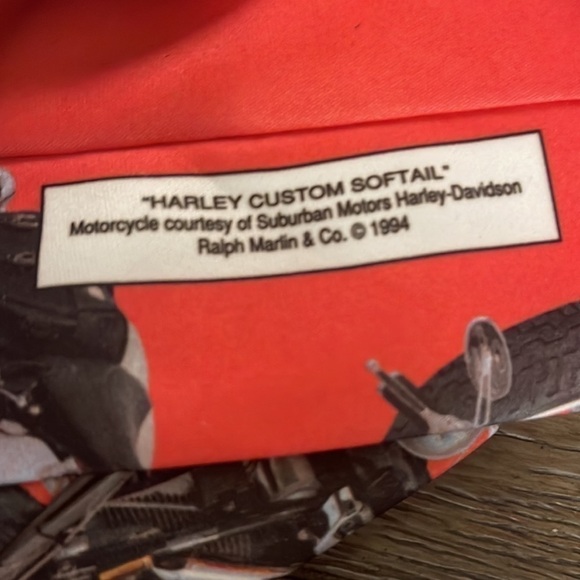 "HARLEY CUSTOM SOFTAIL"
Motorcycle courtesy of Suburban Motors Harley-Davidson
Ralph Marlin & Co. © 1994